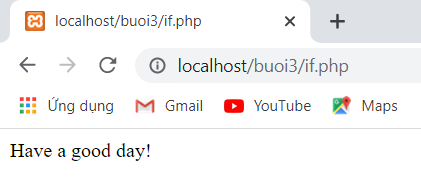 localhost/buoi3/if.php
localhost/buoi3/if.php
Ứng dụng Gmail YouTube Maps
Have a good day!